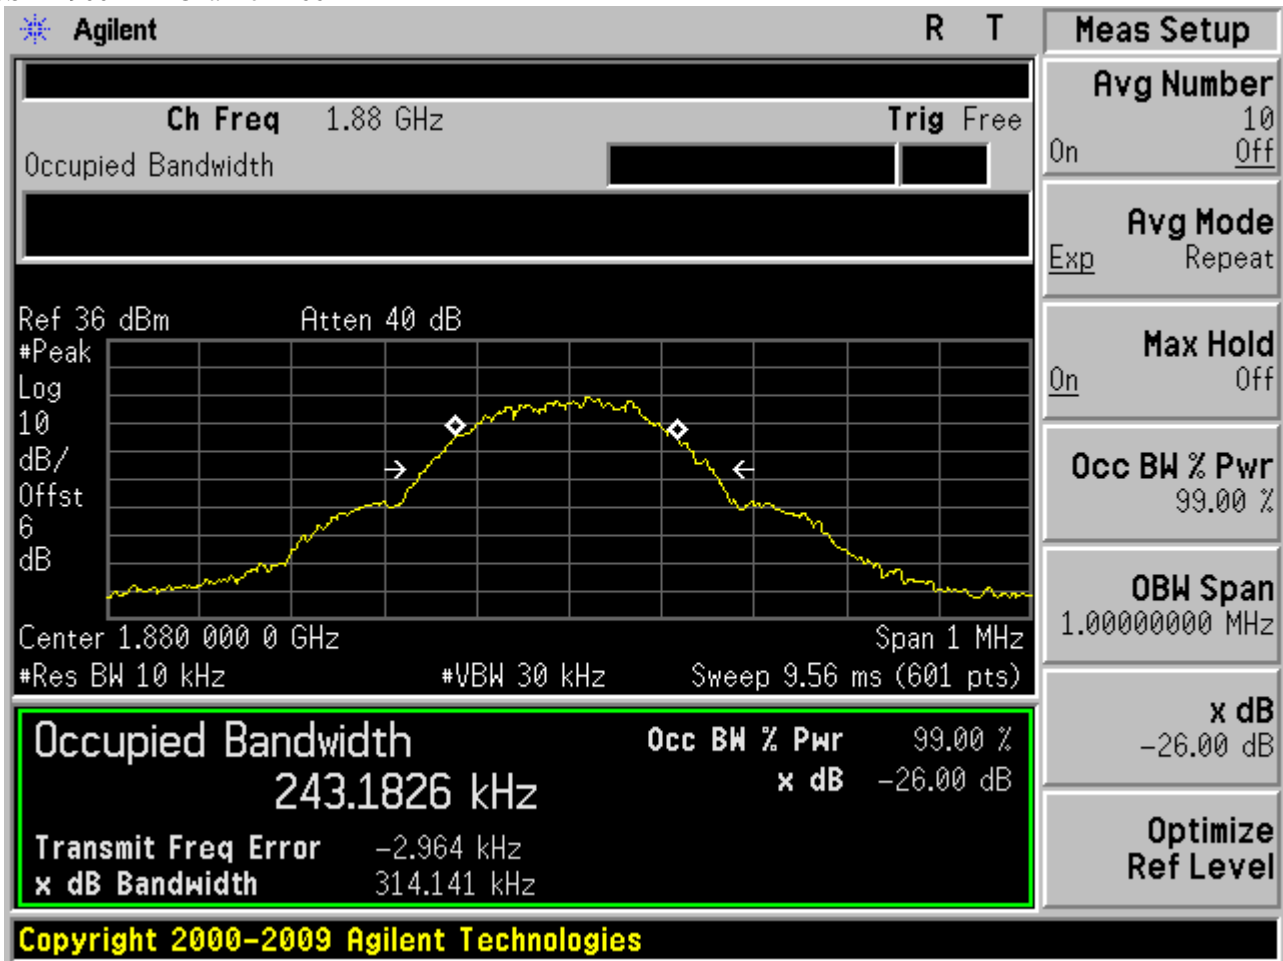 Agilent
R T
Meas Setup
Ch Freq 1.88 GHz
Trig Free
Occupied Bandwidth
Avg Number
10
On Off
Avg Mode
Exp Repeat
Max Hold
On Off
Occ BW % Pwr
99.00 %
OBW Span
1.00000000 MHz
x dB
-26.00 dB
Optimize
Ref Level
Ref 36 dBm
Atten 40 dB
#Peak
Log
10
dB/
Offst
6
dB
Center 1.880 000 0 GHz
Span 1 MHz
#Res BW 10 kHz
#VBW 30 kHz
Sweep 9.56 ms (601 pts)
Occupied Bandwidth
243.1826 kHz
Occ BW % Pwr 99.00 %
x dB -26.00 dB
Transmit Freq Error -2.964 kHz
x dB Bandwidth 314.141 kHz
Copyright 2000-2009 Agilent Technologies